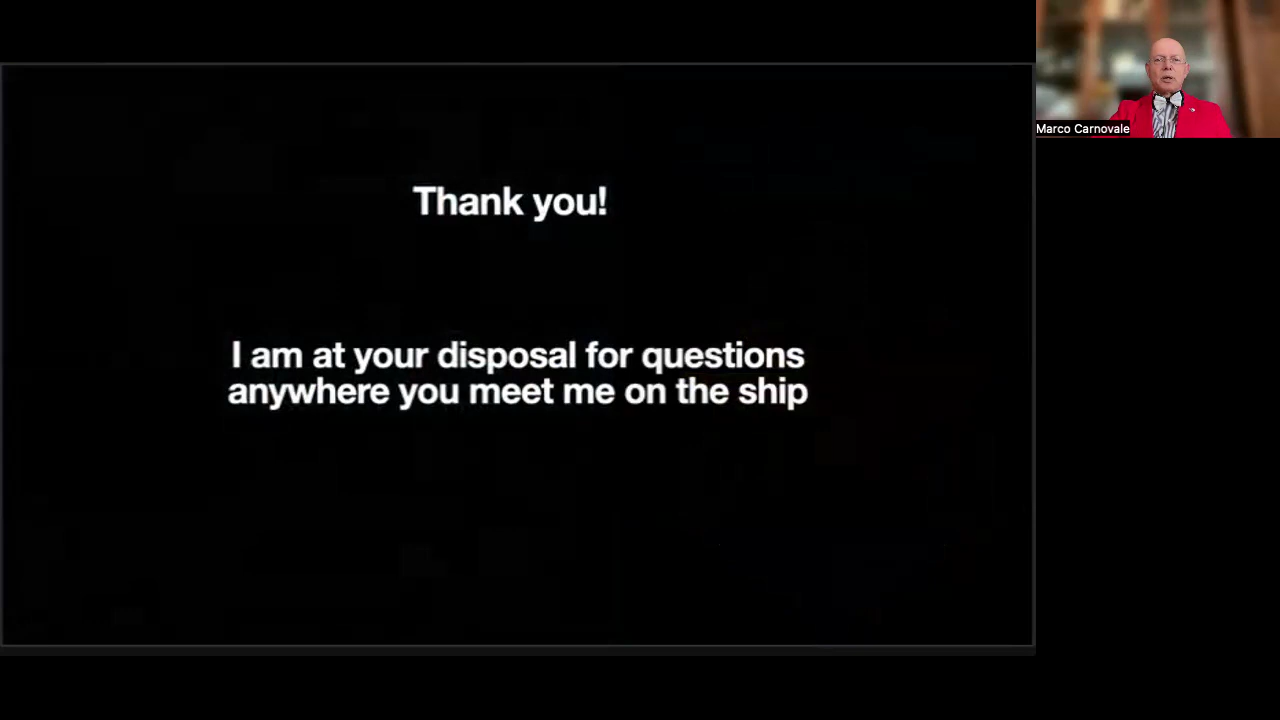 Thank you!
I am at your disposal for questions
anywhere you meet me on the ship
Marco Carnovale